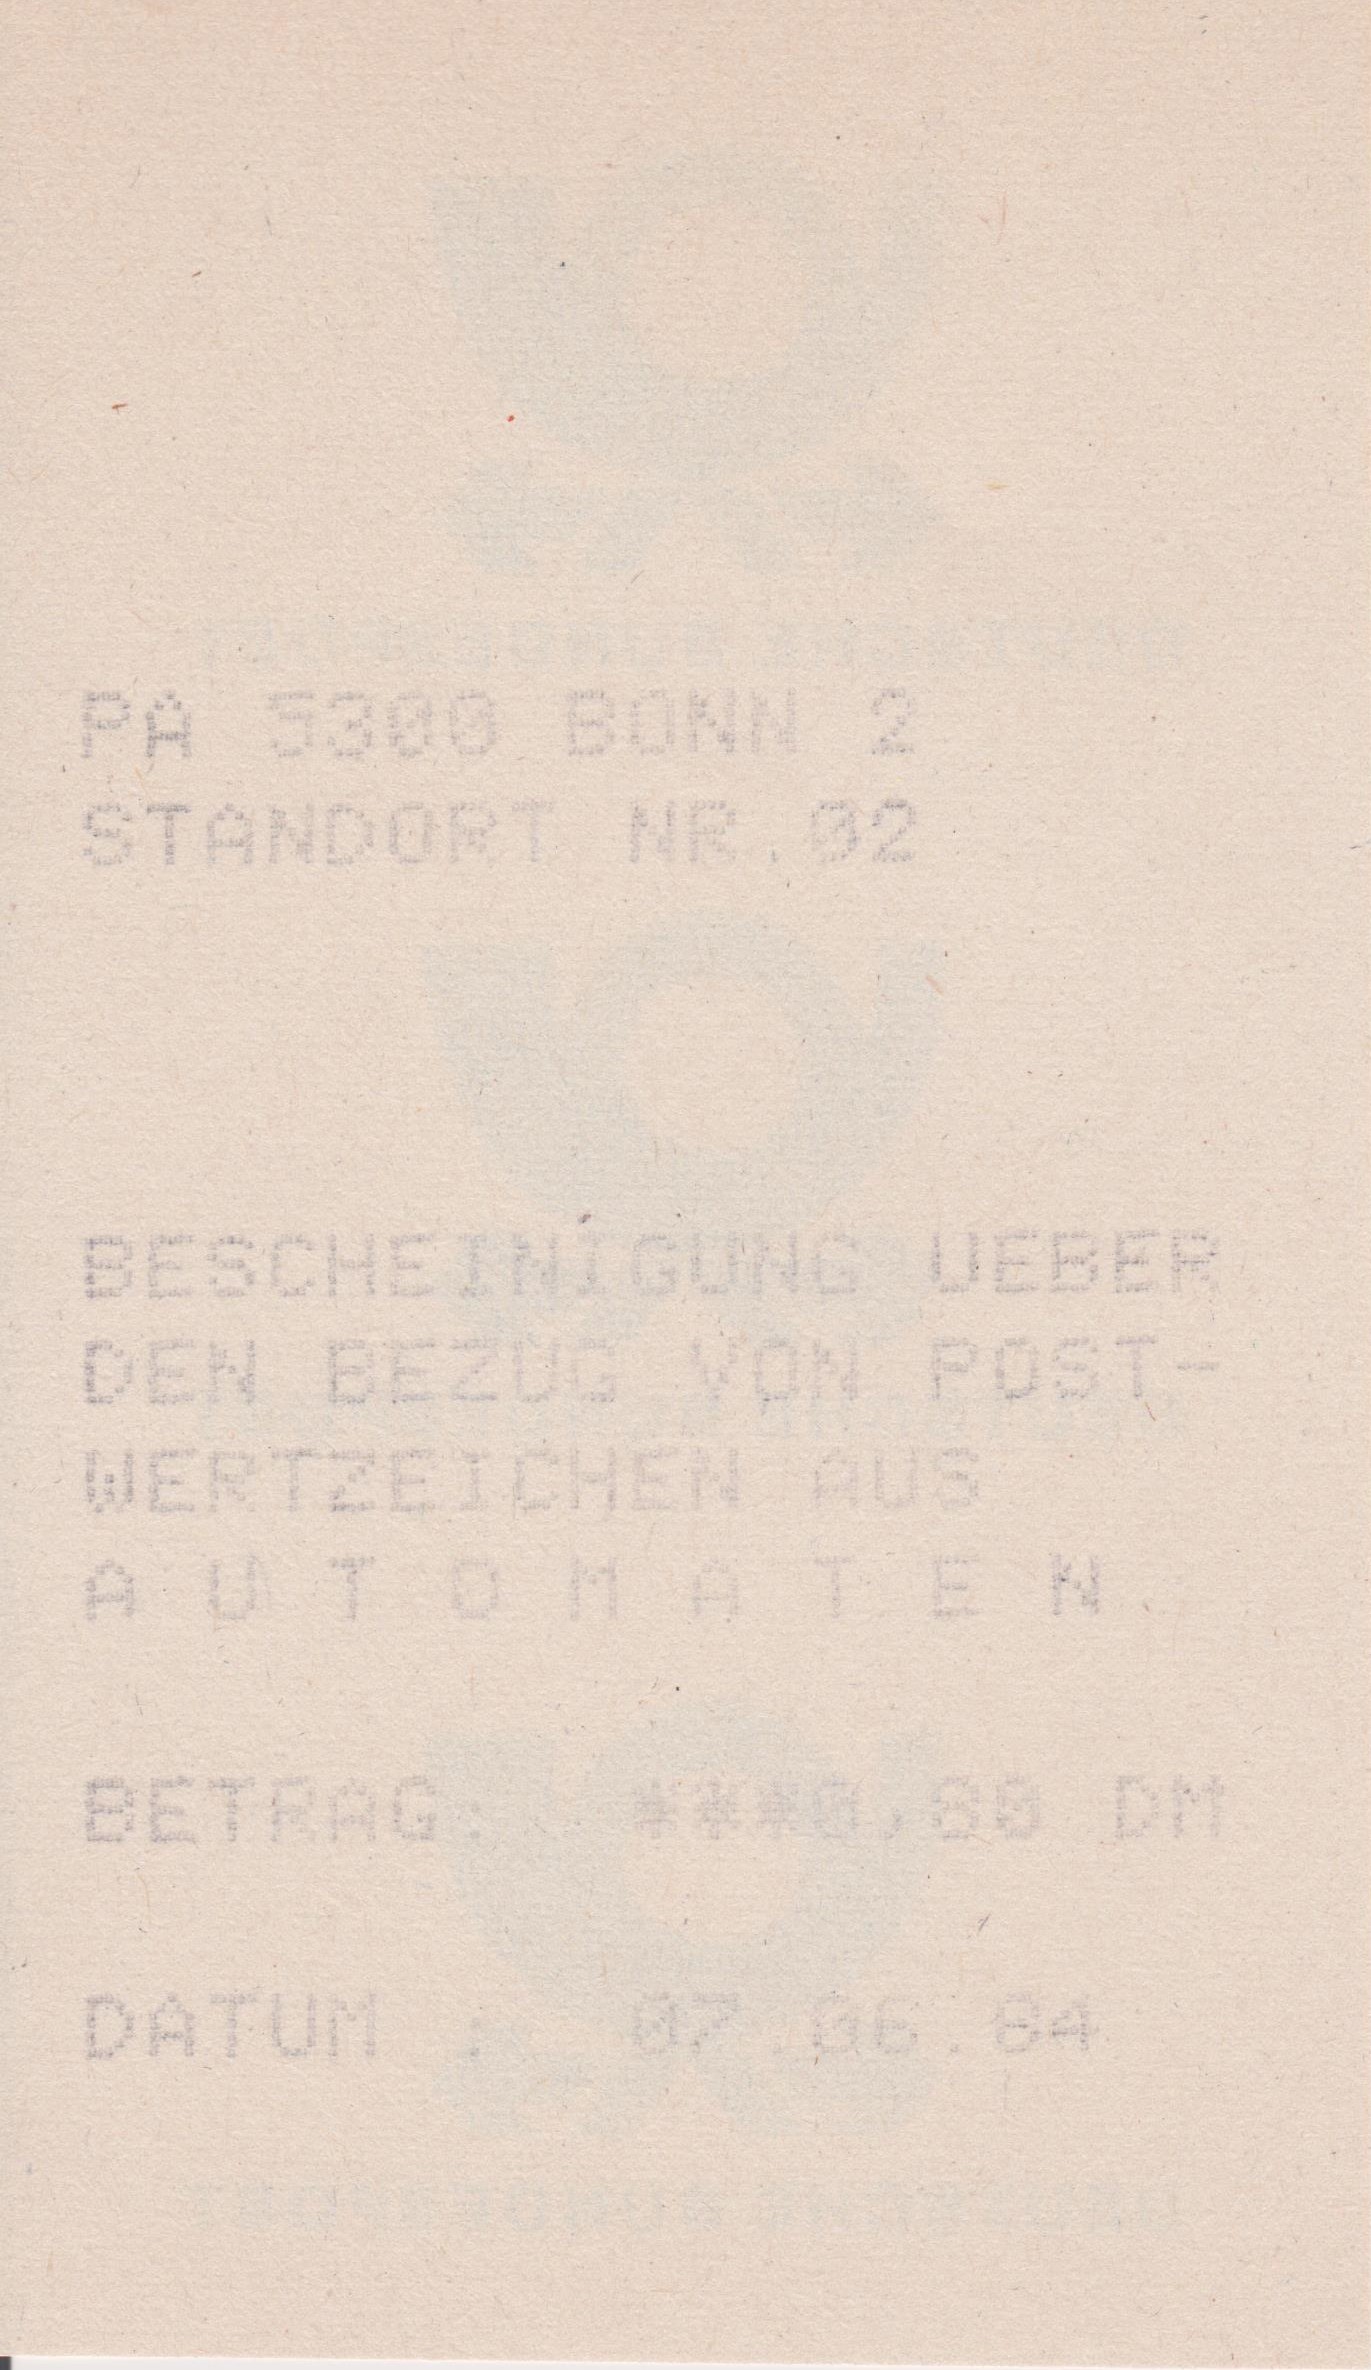 PA 5300 BONN 2
STANDORT NR.02
BESCHEINIGUNG UEBER
DEN BEZUG VON POST-
WERTZEICHEN AUS
A U T O M A T E N
BETRAG: ***0,80 DM
DATUM : 07.06.84